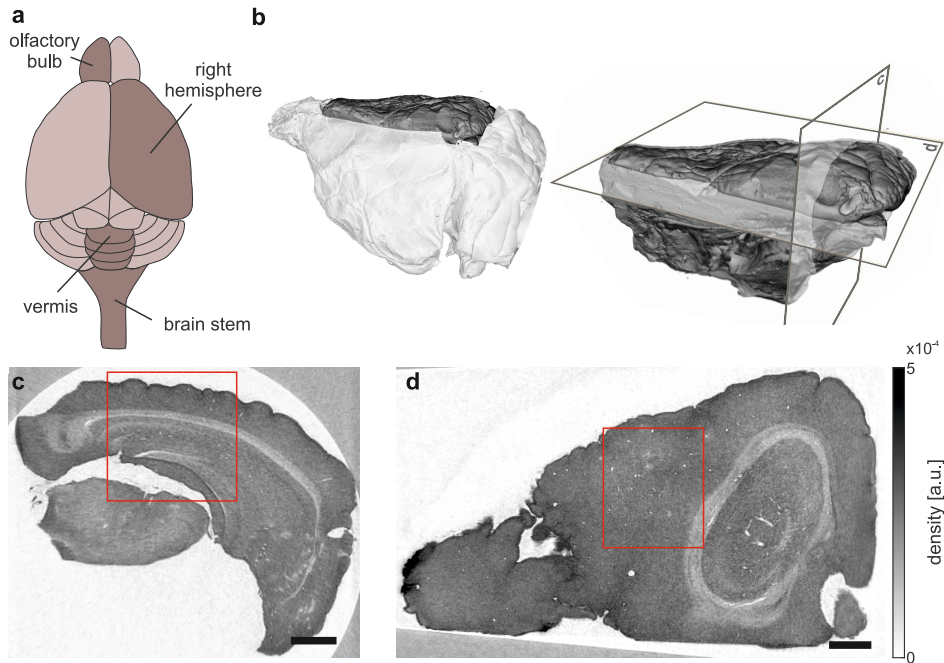 a
olfactory
bulb
right
hemisphere
vermis
brain stem
b
c
d
c
d
x10-4
5
density [a.u.]
0